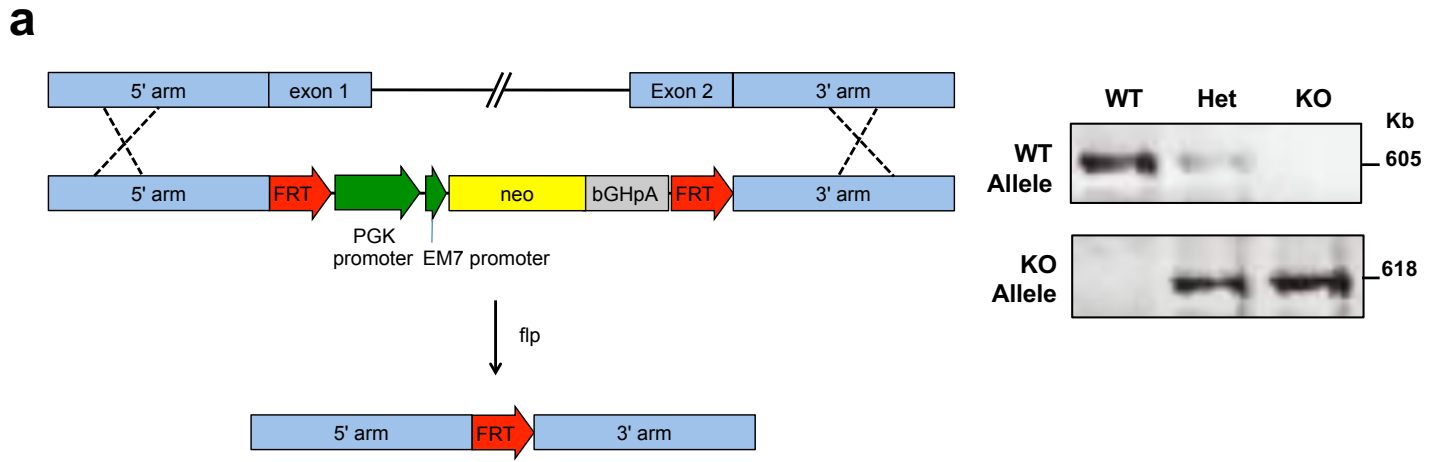 a
5' arm
exon 1
Exon 2
3' arm
5' arm
FRT
neo
bGHpA
FRT
3' arm
PGK
promoter
EM7 promoter
flp
5' arm
FRT
3' arm
WT
Het
KO
Kb
WT
Allele
605
KO
Allele
618